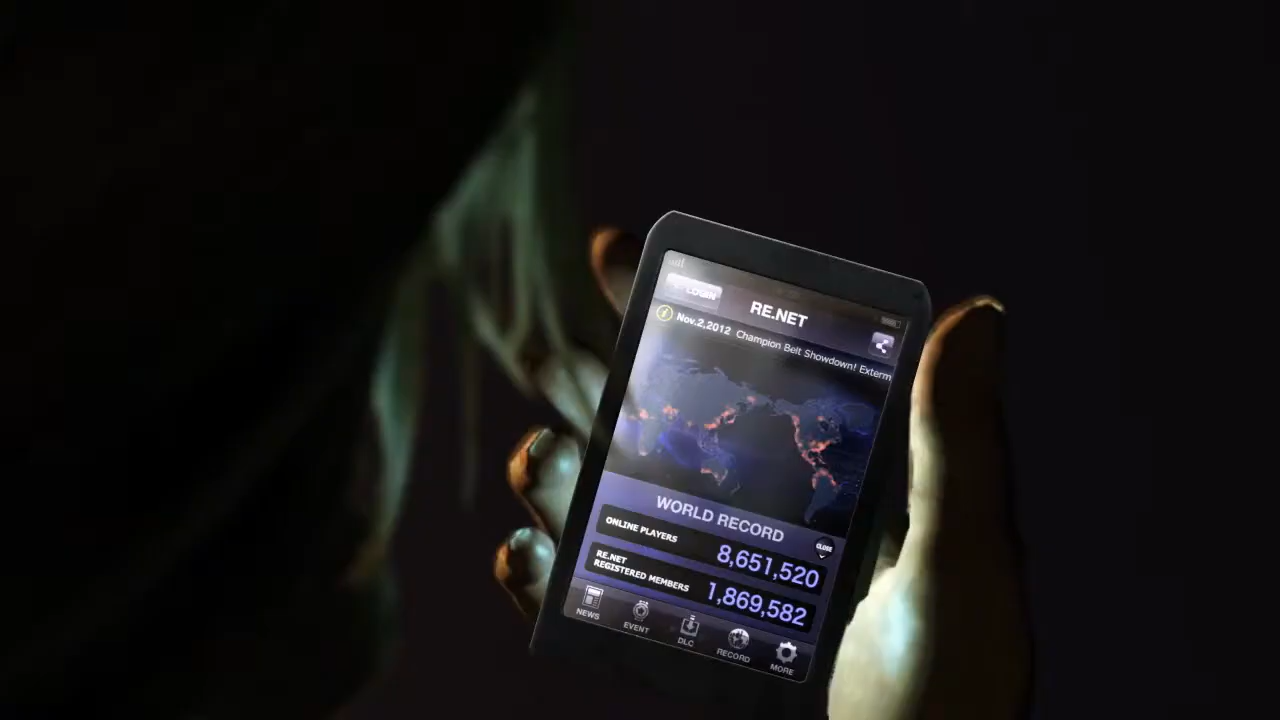 LOGIN
RE.NET
Nov.2,2012 Champion Belt Showdown! Exterm
WORLD RECORD
CLOSE
ONLINE PLAYERS
8,651,520
RE.NET
REGISTERED MEMBERS
1,869,582
NEWS
EVENT
DLC
RECORD
MORE